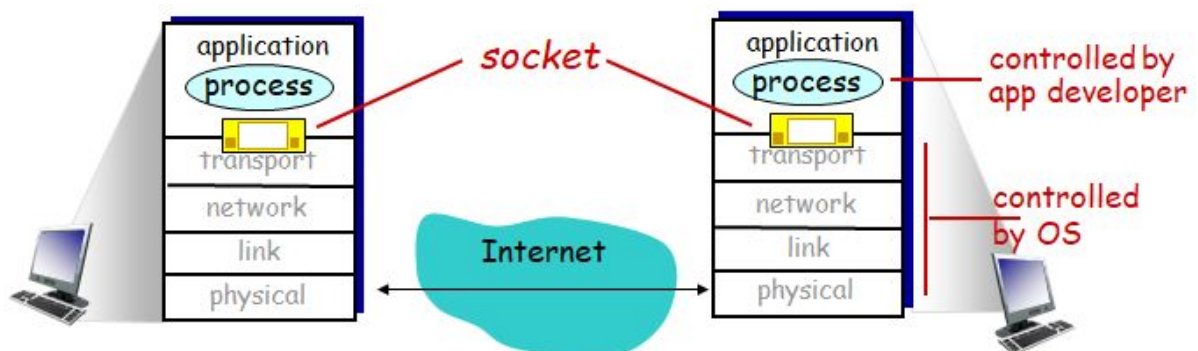 application
process
transport
network
link
physical
socket
Internet
application
process
transport
network
link
physical
controlled by
app developer
controlled
by OS